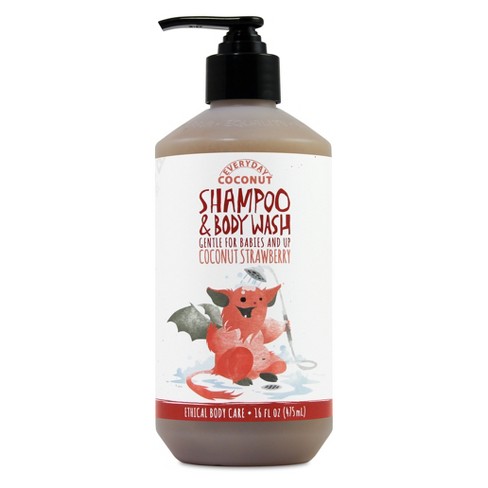 EVERYDAY
COCONUT
SHAMPOO
& BODY WASH
GENTLE FOR BABIES AND UP
COCONUT STRAWBERRY
ETHICAL BODY CARE • 16 FL OZ (475mL)